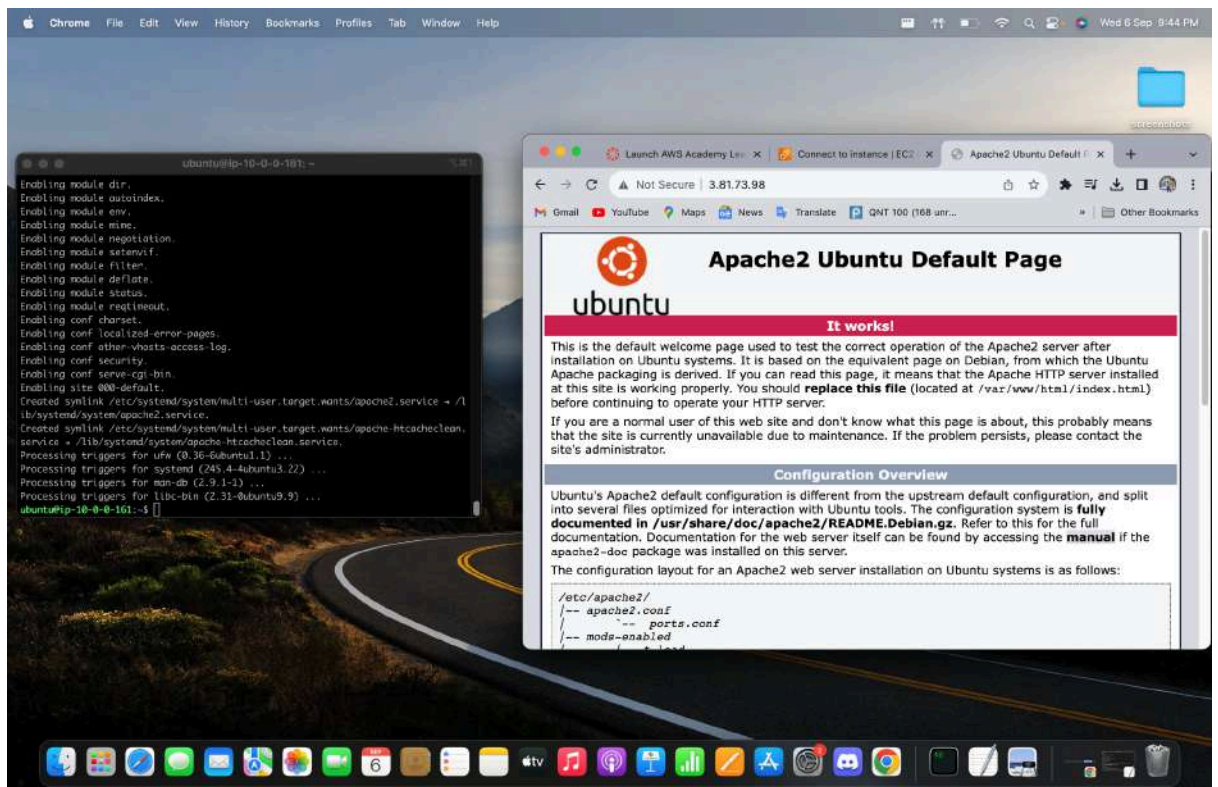 Chrome File Edit View History Bookmarks Profiles Tab Window Help
Wed 6 Sep 9:44 PM
screenshots
ubuntu@ip-10-0-0-161: ~
Enabling module dir.
Enabling module autoindex.
Enabling module env.
Enabling module mime.
Enabling module negotiation.
Enabling module setenvif.
Enabling module filter.
Enabling module deflate.
Enabling module status.
Enabling module reqtimeout.
Enabling conf charset.
Enabling conf localized-error-pages.
Enabling conf other-vhosts-access-log.
Enabling conf security.
Enabling conf serve-cgi-bin.
Enabling site 000-default.
Created symlink /etc/systemd/system/multi-user.target.wants/apache2.service → /l
ib/systemd/system/apache2.service.
Created symlink /etc/systemd/system/multi-user.target.wants/apache-htcacheclean.
service → /lib/systemd/system/apache-htcacheclean.service.
Processing triggers for ufw (0.36-6ubuntu1.1) ...
Processing triggers for systemd (245.4-4ubuntu3.22) ...
Processing triggers for man-db (2.9.1-1) ...
Processing triggers for libc-bin (2.31-0ubuntu9.9) ...
ubuntu@ip-10-0-0-161:~$
Launch AWS Academy Lea
Connect to instance | EC2
Apache2 Ubuntu Default
Not Secure | 3.81.73.98
Gmail YouTube Maps News Translate QNT 100 (168 unr... » Other Bookmarks
ubuntu
Apache2 Ubuntu Default Page
It works!
This is the default welcome page used to test the correct operation of the Apache2 server after
installation on Ubuntu systems. It is based on the equivalent page on Debian, from which the Ubuntu
Apache packaging is derived. If you can read this page, it means that the Apache HTTP server installed
at this site is working properly. You should replace this file (located at /var/www/html/index.html)
before continuing to operate your HTTP server.
If you are a normal user of this web site and don't know what this page is about, this probably means
that the site is currently unavailable due to maintenance. If the problem persists, please contact the
site's administrator.
Configuration Overview
Ubuntu's Apache2 default configuration is different from the upstream default configuration, and split
into several files optimized for interaction with Ubuntu tools. The configuration system is fully
documented in /usr/share/doc/apache2/README.Debian.gz. Refer to this for the full
documentation. Documentation for the web server itself can be found by accessing the manual if the
apache2-doc package was installed on this server.
The configuration layout for an Apache2 web server installation on Ubuntu systems is as follows:
/etc/apache2/
|-- apache2.conf
| `-- ports.conf
|-- mods-enabled
SEP
6
tv